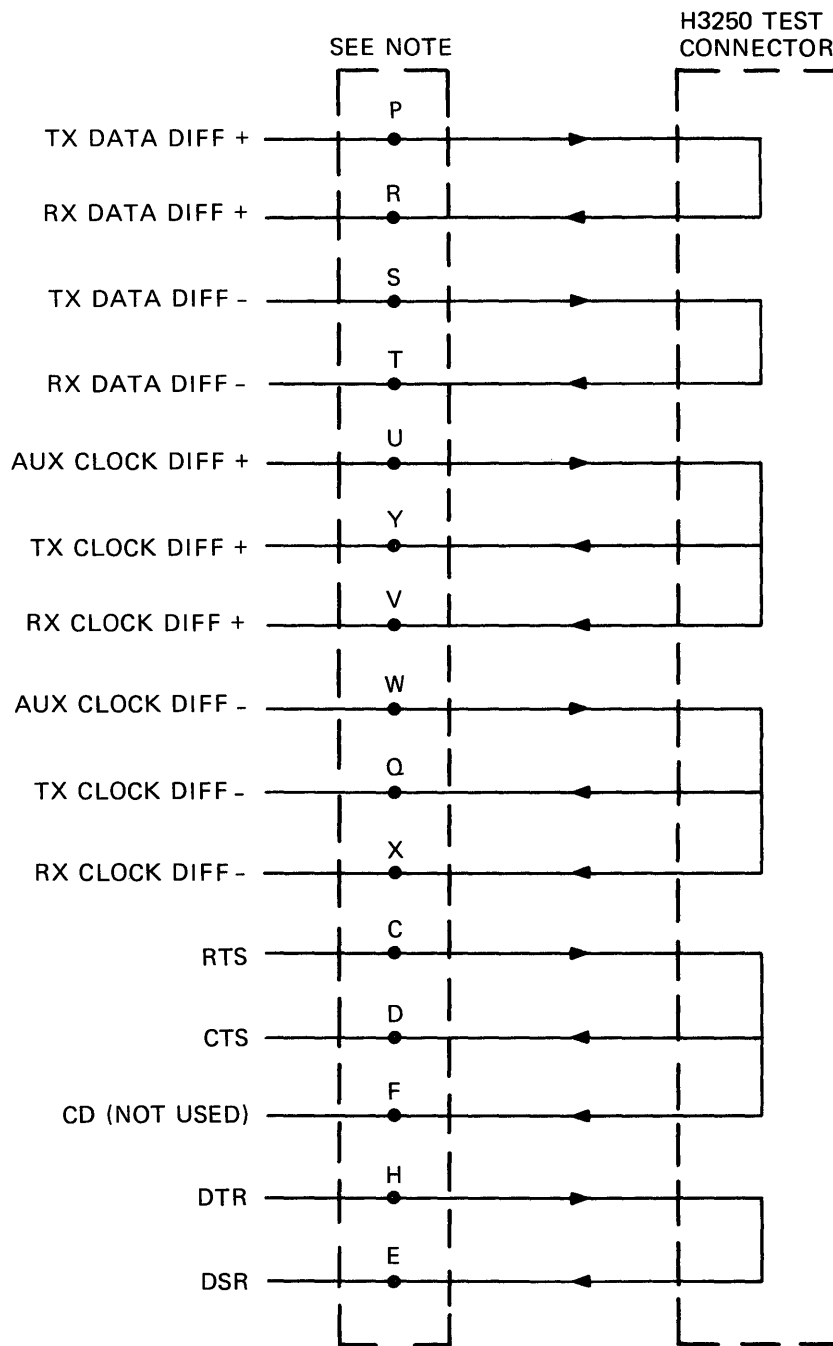 SEE NOTE
H3250 TEST
CONNECTOR
P
TX DATA DIFF +
R
RX DATA DIFF +
S
TX DATA DIFF -
T
RX DATA DIFF -
U
AUX CLOCK DIFF +
Y
TX CLOCK DIFF +
V
RX CLOCK DIFF +
W
AUX CLOCK DIFF -
Q
TX CLOCK DIFF -
X
RX CLOCK DIFF -
C
RTS
D
CTS
F
CD (NOT USED)
H
DTR
E
DSR